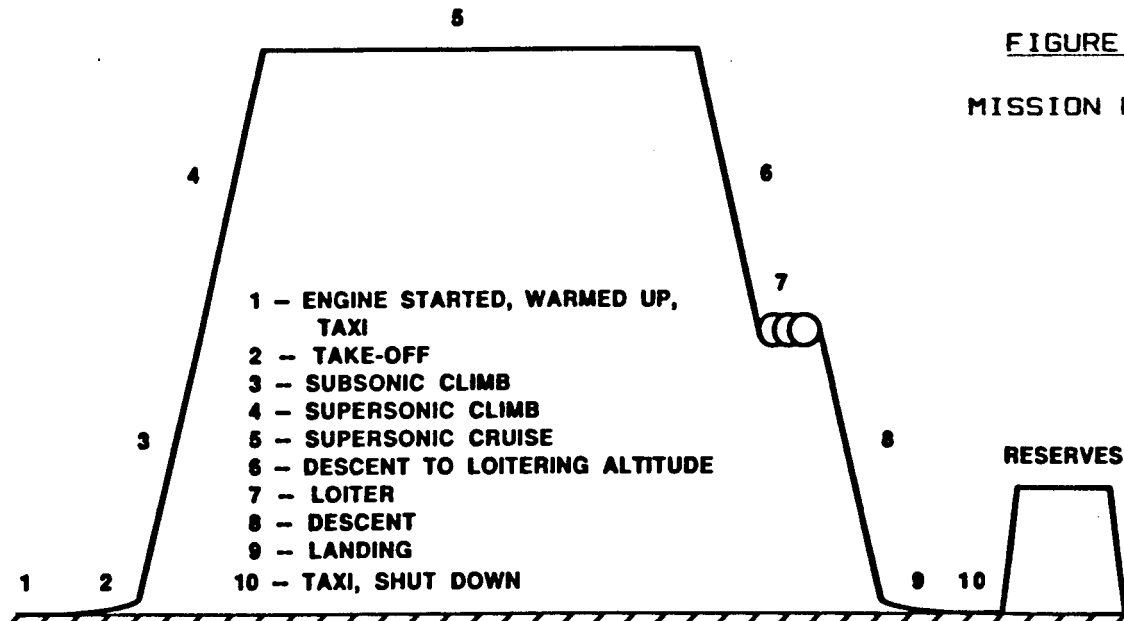 5
FIGURE
MISSION
4
6
7
1 – ENGINE STARTED, WARMED UP,
TAXI
2 – TAKE-OFF
3 – SUBSONIC CLIMB
4 – SUPERSONIC CLIMB
5 – SUPERSONIC CRUISE
6 – DESCENT TO LOITERING ALTITUDE
7 – LOITER
8 – DESCENT
9 – LANDING
10 – TAXI, SHUT DOWN
3
8
RESERVES
1
2
9
10